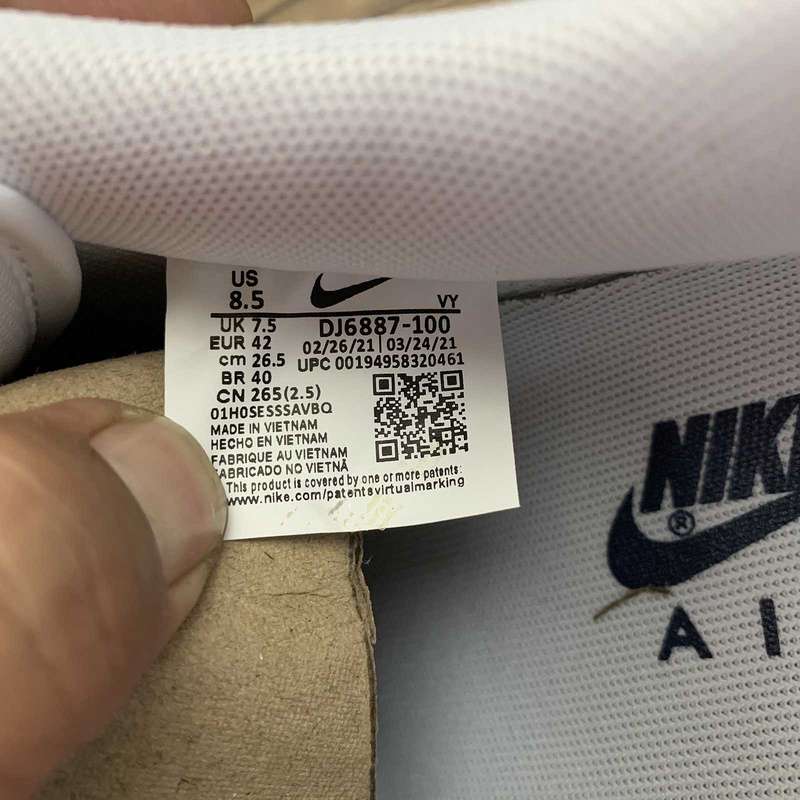 US
8.5
VY
UK 7.5
DJ6887-100
EUR 42
02/26/21 | 03/24/21
cm 26.5
UPC 00194958320461
BR 40
CN 265(2.5)
01H0SESSSAVBQ
MADE IN VIETNAM
HECHO EN VIETNAM
FABRIQUE AU VIETNAM
FABRICADO NO VIETNÃ
This product is covered by one or more patents:
www.nike.com/patentsvirtualmarking
NIKE
®
AI